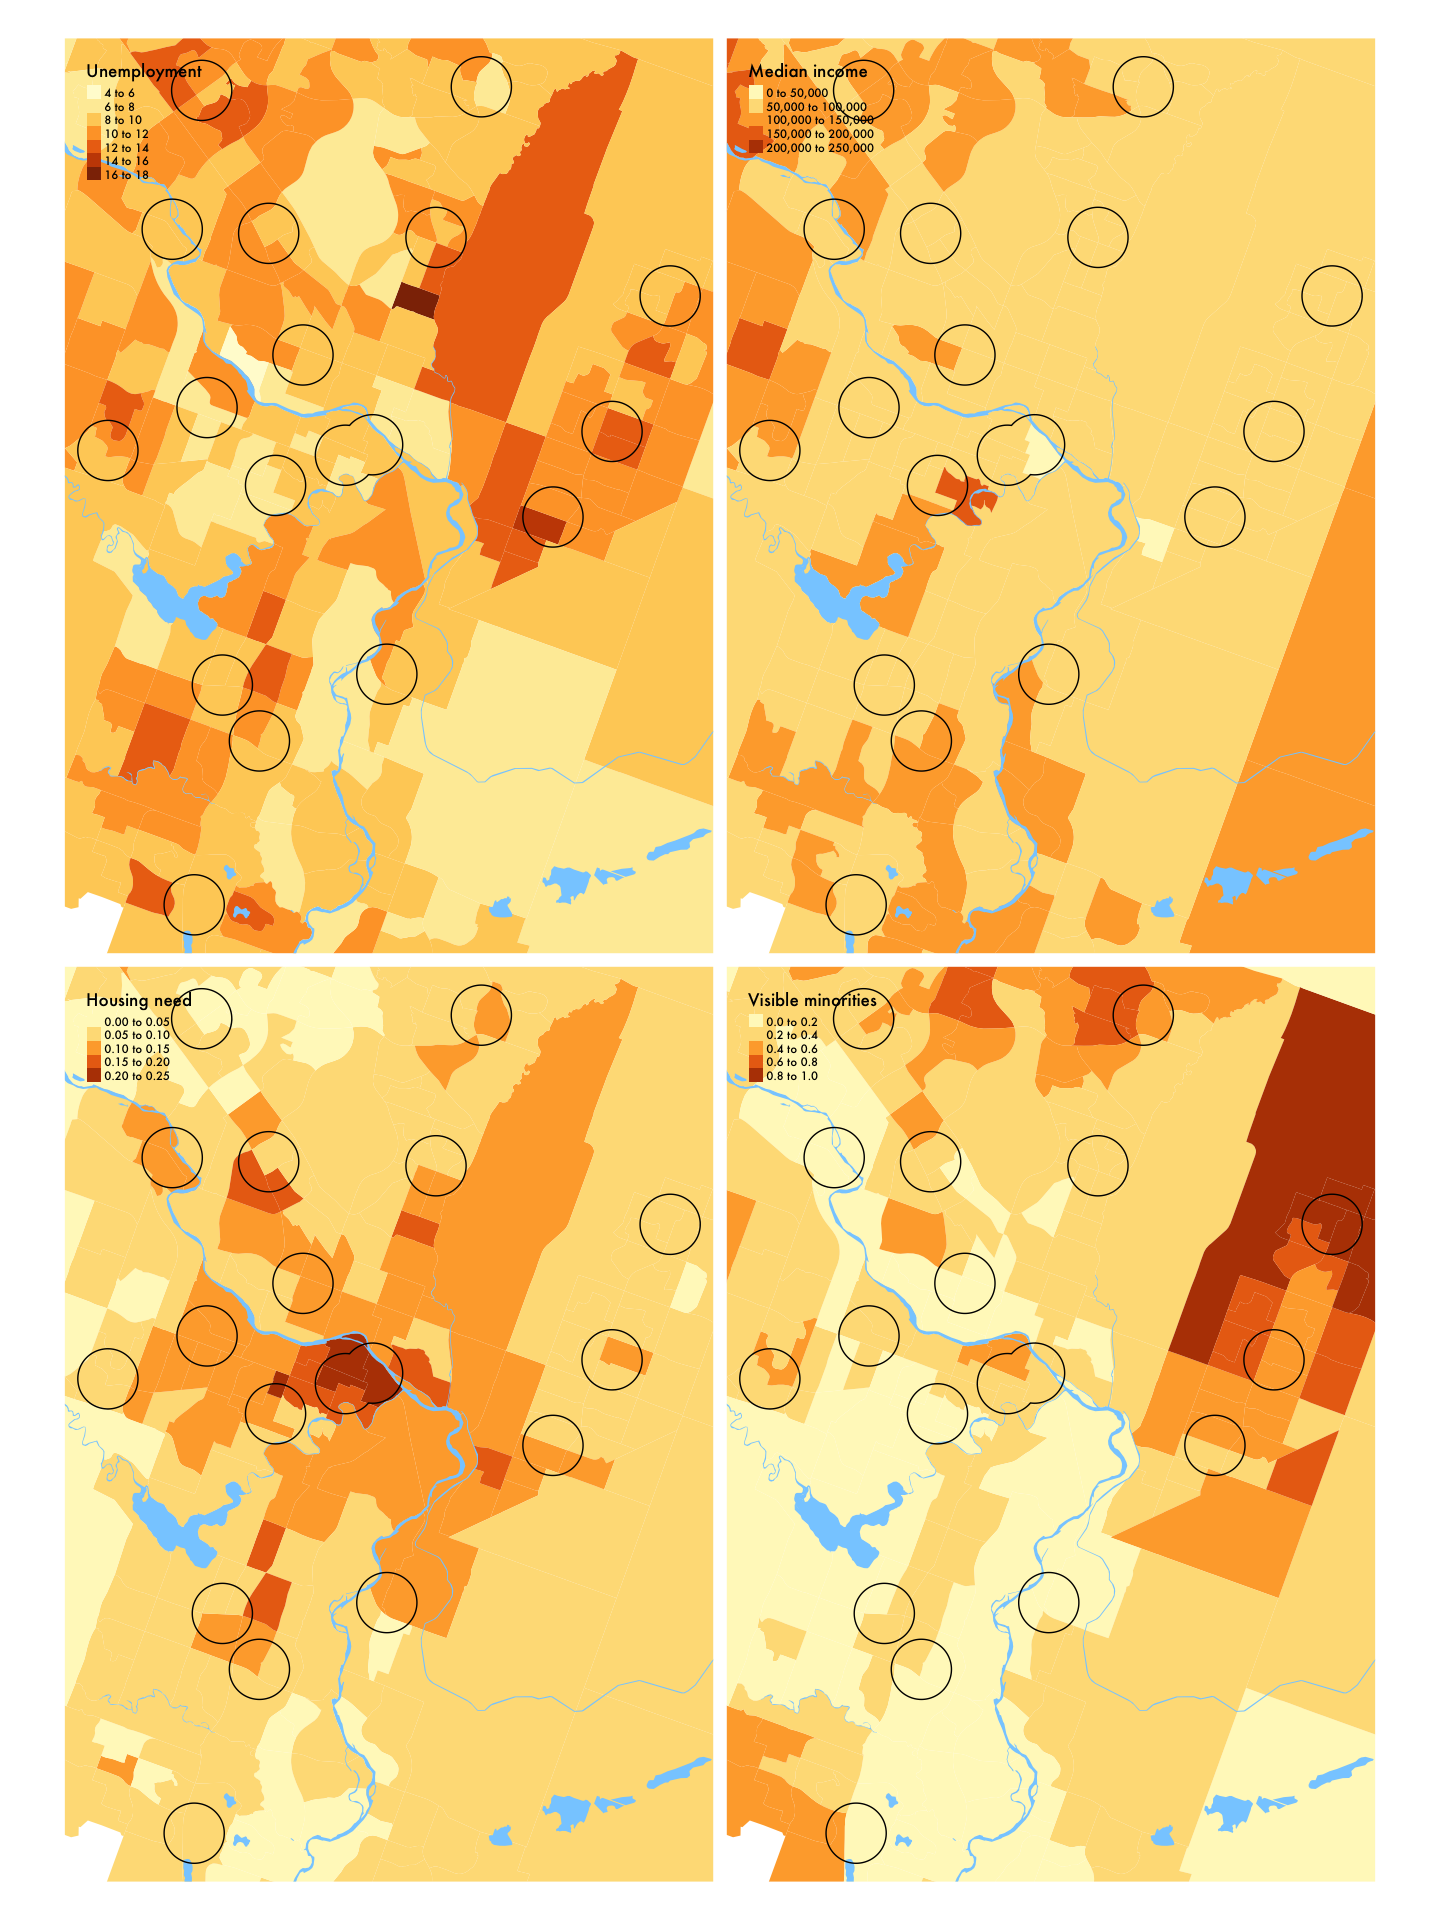 Unemployment
4 to 6
6 to 8
8 to 10
10 to 12
12 to 14
14 to 16
16 to 18
Median income
0 to 50,000
50,000 to 100,000
100,000 to 150,000
150,000 to 200,000
200,000 to 250,000
Housing need
0.00 to 0.05
0.05 to 0.10
0.10 to 0.15
0.15 to 0.20
0.20 to 0.25
Visible minorities
0.0 to 0.2
0.2 to 0.4
0.4 to 0.6
0.6 to 0.8
0.8 to 1.0